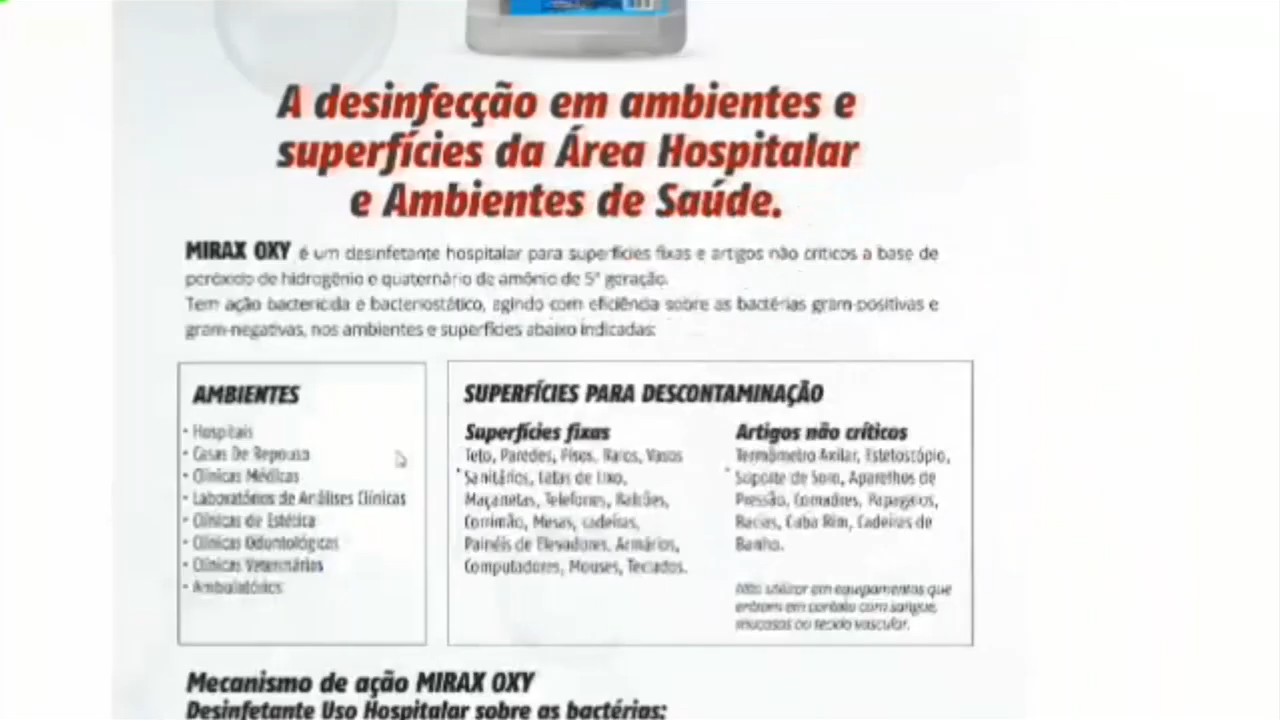 A desinfecção em ambientes e
superfícies da Área Hospitalar
e Ambientes de Saúde.
MIRAX OXY é um desinfetante hospitalar para superfícies fixas e artigos não críticos a base de
peróxido de hidrogênio e quaternário de amônio de 5ª geração.
Tem ação bactericida e bacteriostático, agindo com eficiência sobre as bactérias gram-positivas e
gram-negativas, nos ambientes e superfícies abaixo indicadas:
AMBIENTES
• Hospitais
• Casas De Repouso
• Clínicas Médicas
• Laboratórios de Análises Clínicas
• Clínicas de Estética
• Clínicas Odontológicas
• Clínicas Veterinárias
• Ambulatórios
SUPERFÍCIES PARA DESCONTAMINAÇÃO
Superfícies fixas
Teto, Paredes, Pisos, Ralos, Vasos
Sanitários, Latas de Lixo,
Maçanetas, Telefones, Balcões,
Corrimão, Mesas, cadeiras,
Painéis de Elevadores, Armários,
Computadores, Mouses, Teclados.
Artigos não críticos
Termômetro Axilar, Estetoscópio,
Suporte de Soro, Aparelhos de
Pressão, Comadres, Papagaios,
Bacias, Cuba Rim, Cadeiras de
Banho.
Não utilizar em equipamentos que
entram em contato com sangue,
mucosas ou tecido vascular.
Mecanismo de ação MIRAX OXY
Desinfetante Uso Hospitalar sobre as bactérias: